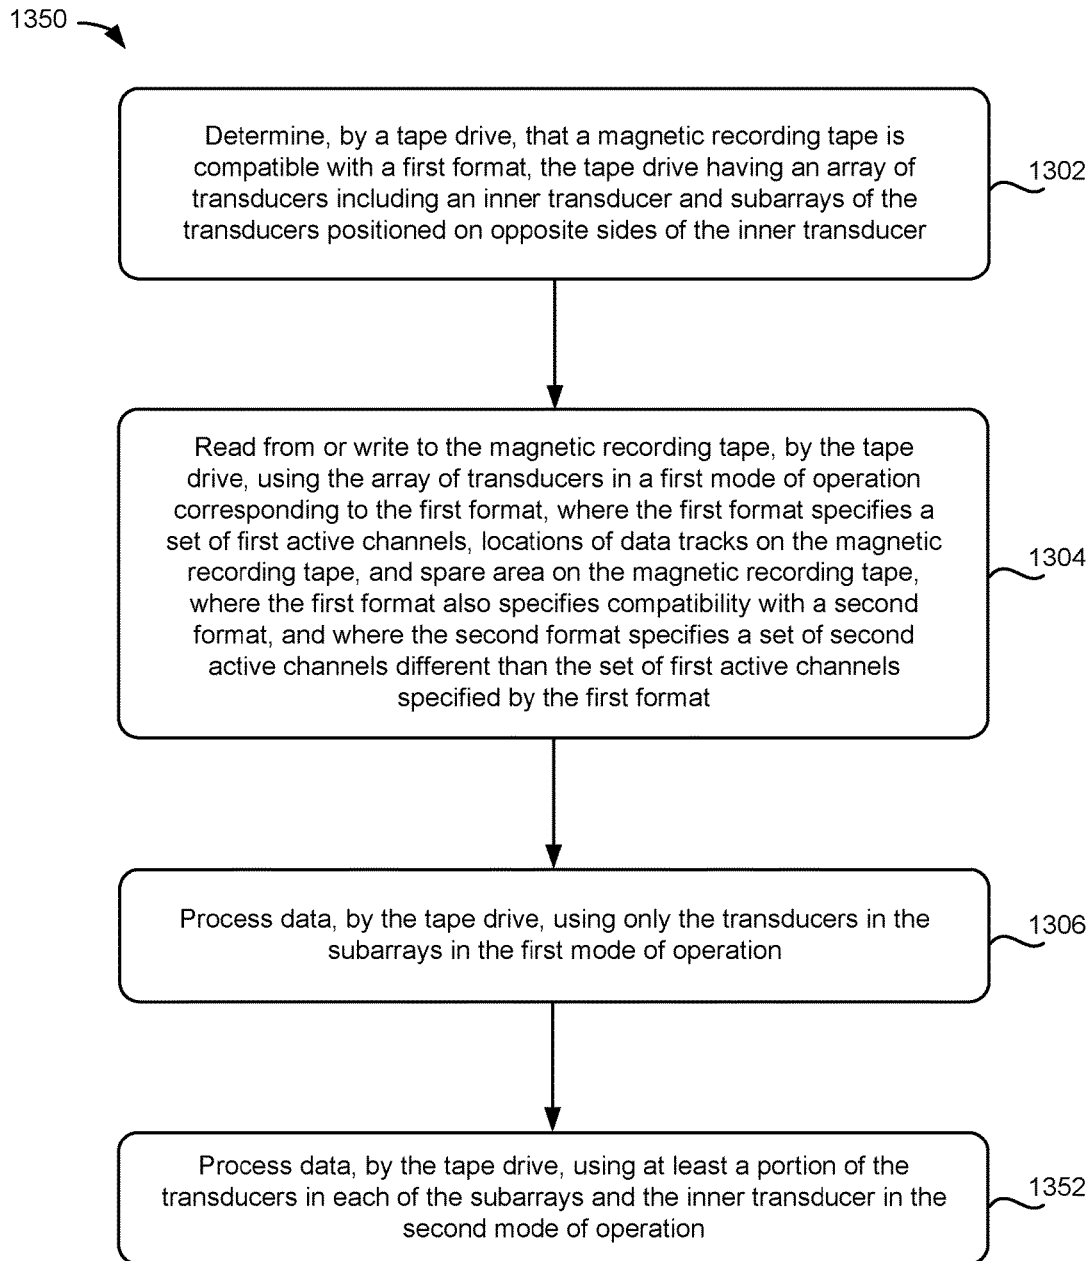 1350
Determine, by a tape drive, that a magnetic recording tape is
compatible with a first format, the tape drive having an array of
transducers including an inner transducer and subarrays of the
transducers positioned on opposite sides of the inner transducer
1302
Read from or write to the magnetic recording tape, by the tape
drive, using the array of transducers in a first mode of operation
corresponding to the first format, where the first format specifies a
set of first active channels, locations of data tracks on the magnetic
recording tape, and spare area on the magnetic recording tape,
where the first format also specifies compatibility with a second
format, and where the second format specifies a set of second
active channels different than the set of first active channels
specified by the first format
1304
Process data, by the tape drive, using only the transducers in the
subarrays in the first mode of operation
1306
Process data, by the tape drive, using at least a portion of the
transducers in each of the subarrays and the inner transducer in the
second mode of operation
1352